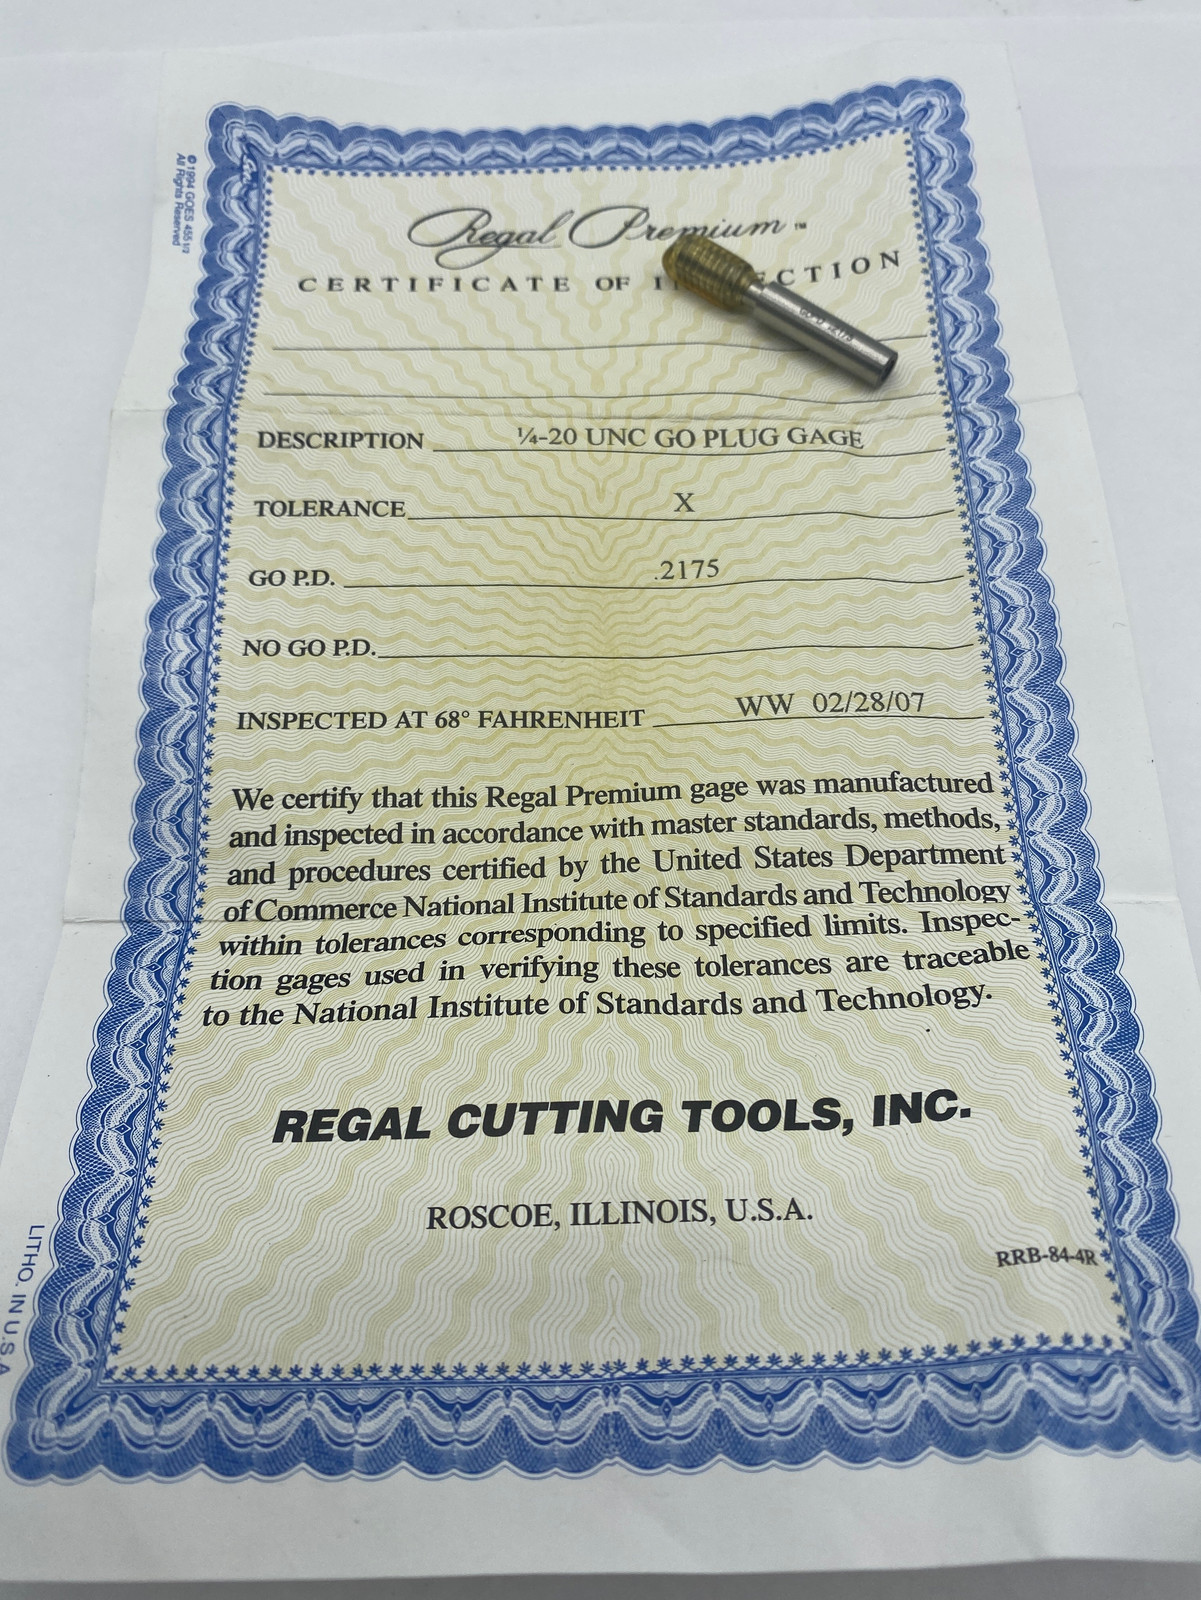 © 1994 GOES 455 1/2
All Rights Reserved
Regal Premium™
CERTIFICATE OF I CTION
DESCRIPTION ¼-20 UNC GO PLUG GAGE
TOLERANCE X
GO P.D. .2175
NO GO P.D.
INSPECTED AT 68° FAHRENHEIT WW 02/28/07
We certify that this Regal Premium gage was manufactured
and inspected in accordance with master standards, methods,
and procedures certified by the United States Department
of Commerce National Institute of Standards and Technology
within tolerances corresponding to specified limits. Inspec-
tion gages used in verifying these tolerances are traceable
to the National Institute of Standards and Technology.
REGAL CUTTING TOOLS, INC.
ROSCOE, ILLINOIS, U.S.A.
RRB-84-4R
LITHO. IN U.S.A